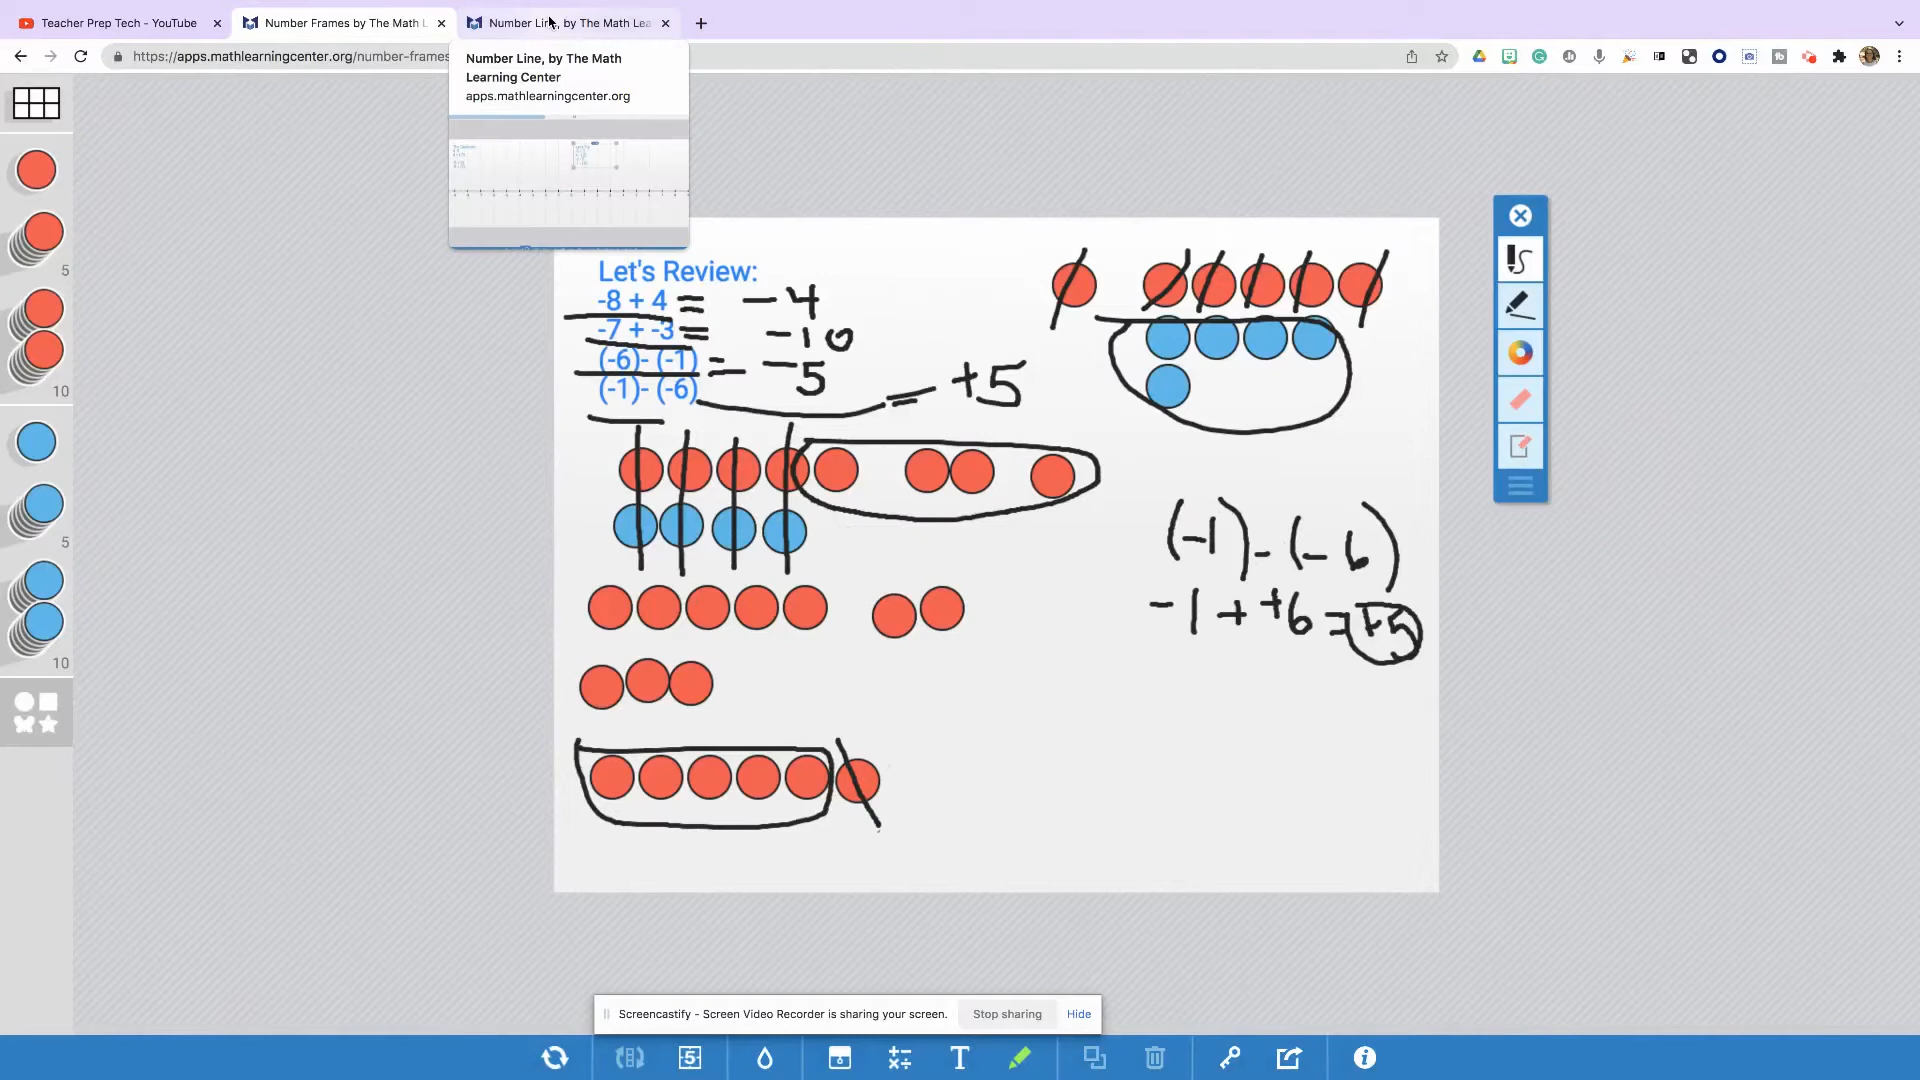 Teacher Prep Tech - YouTube
Number Frames by The Math L
Number Line, by The Math Lea
https://apps.mathlearningcenter.org/number-frames
Number Line, by The Math
Learning Center
apps.mathlearningcenter.org
5
10
5
10
Let's Review:
-8 + 4 = -4
-7 + -3 = -10
(-6)- (-1) = -5
(-1)- (-6) = +5
(-1) - (-6)
-1 + +6 = +5
Screencastify - Screen Video Recorder is sharing your screen.
Stop sharing
Hide
5
T